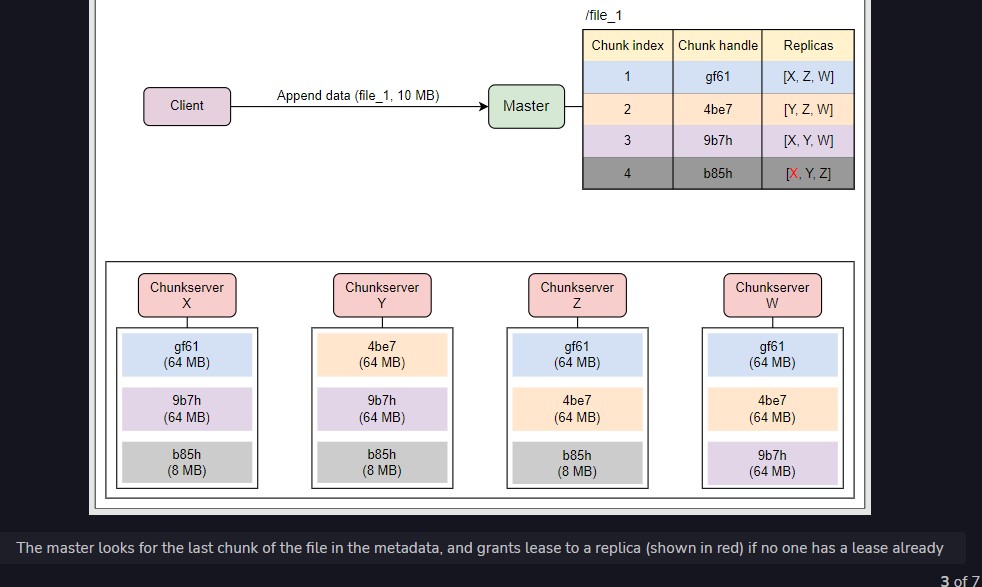 /file_1
Chunk index Chunk handle Replicas
1 gf61 [X, Z, W]
2 4be7 [Y, Z, W]
3 9b7h [X, Y, W]
4 b85h [X, Y, Z]
Client
Append data (file_1, 10 MB)
Master
Chunkserver
X
gf61
(64 MB)
9b7h
(64 MB)
b85h
(8 MB)
Chunkserver
Y
4be7
(64 MB)
9b7h
(64 MB)
b85h
(8 MB)
Chunkserver
Z
gf61
(64 MB)
4be7
(64 MB)
b85h
(8 MB)
Chunkserver
W
gf61
(64 MB)
4be7
(64 MB)
9b7h
(64 MB)
The master looks for the last chunk of the file in the metadata, and grants lease to a replica (shown in red) if no one has a lease already
3 of 7